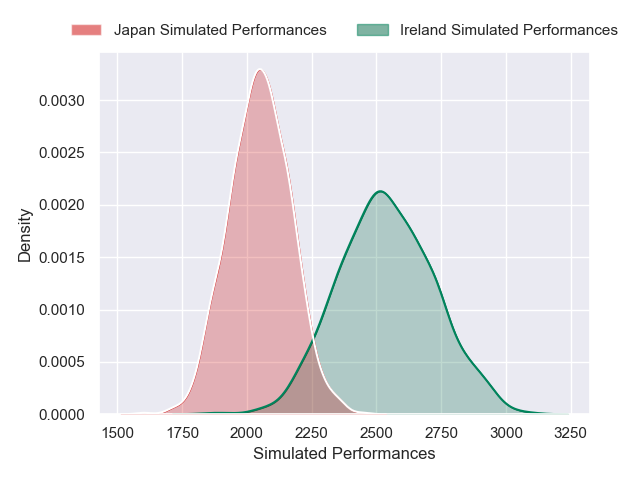 Japan Simulated Performances Ireland Simulated Performances
0.0030
0.0025
0.0020
0.0015
0.0010
0.0005
0.0000
Density
1500 1750 2000 2250 2500 2750 3000 3250
Simulated Performances